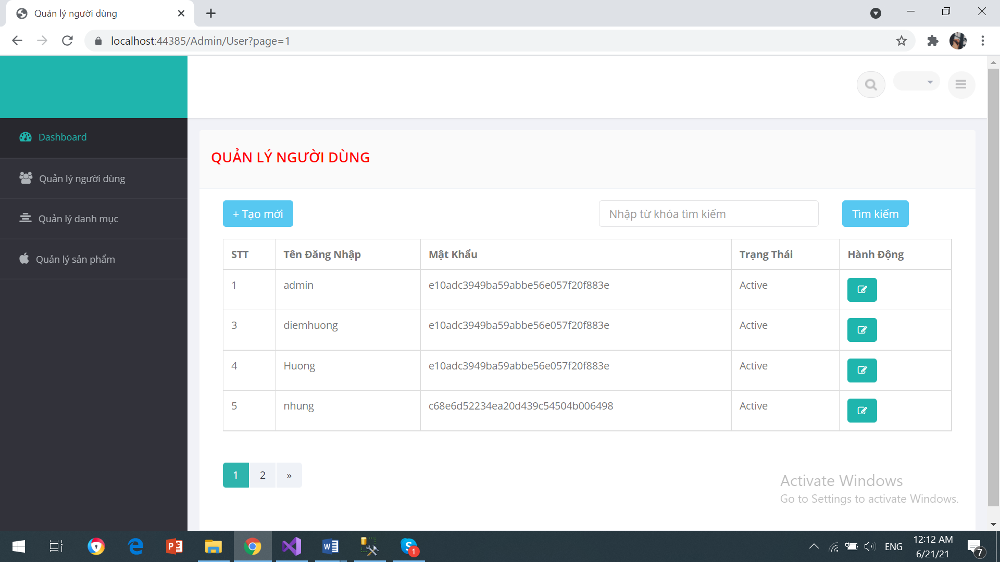 Quản lý người dùng
localhost:44385/Admin/User?page=1
Dashboard
Quản lý người dùng
Quản lý danh mục
Quản lý sản phẩm
QUẢN LÝ NGƯỜI DÙNG
+ Tạo mới
Nhập từ khóa tìm kiếm
Tìm kiếm
STT Tên Đăng Nhập Mật Khẩu Trạng Thái Hành Động
1 admin e10adc3949ba59abbe56e057f20f883e Active
3 diemhuong e10adc3949ba59abbe56e057f20f883e Active
4 Huong e10adc3949ba59abbe56e057f20f883e Active
5 nhung c68e6d52234ea20d439c54504b006498 Active
1 2 »
Activate Windows
Go to Settings to activate Windows.
1
ENG
12:12 AM
6/21/21
7